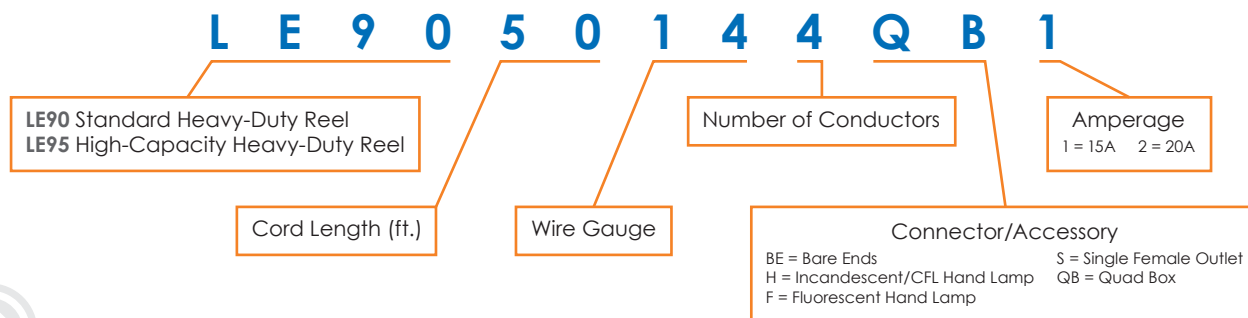 L E 9 0 5 0 1 4 4 Q B 1
LE90 Standard Heavy-Duty Reel
LE95 High-Capacity Heavy-Duty Reel
Number of Conductors
Amperage
1 = 15A 2 = 20A
Cord Length (ft.)
Wire Gauge
Connector/Accessory
BE = Bare Ends S = Single Female Outlet
H = Incandescent/CFL Hand Lamp QB = Quad Box
F = Fluorescent Hand Lamp